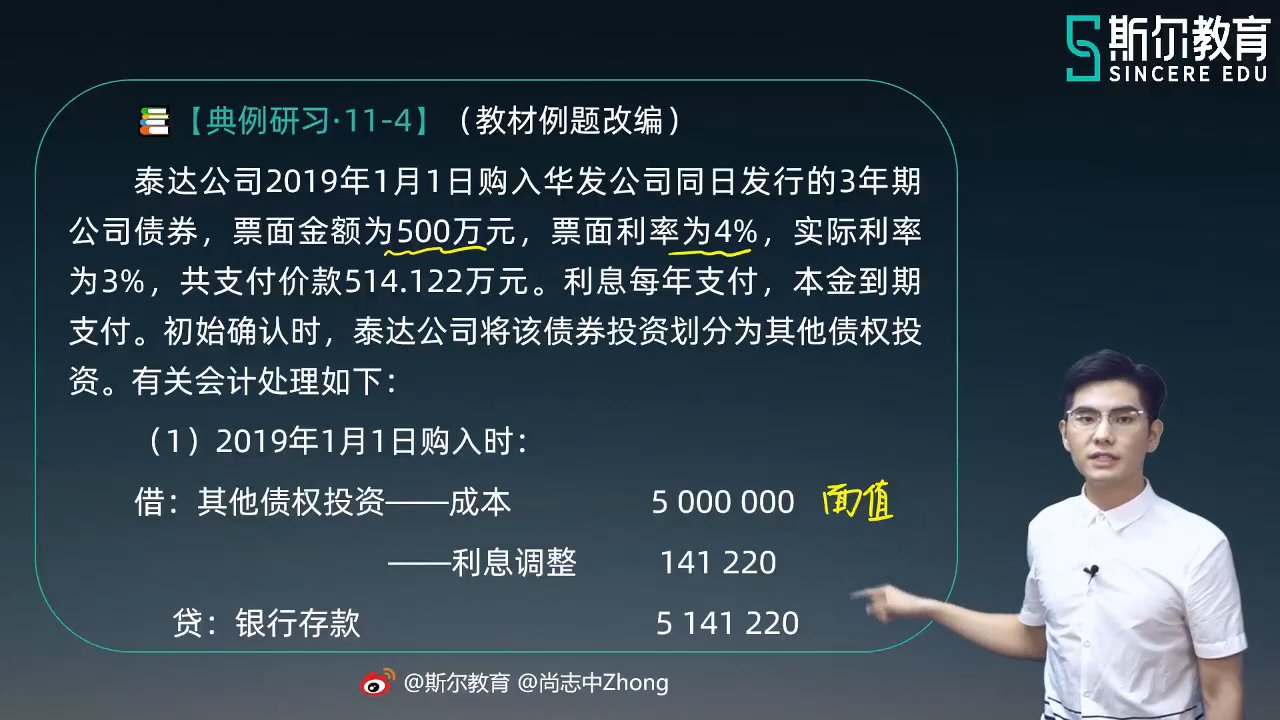 斯尔教育
SINCERE EDU
【典例研习·11-4】（教材例题改编）
泰达公司2019年1月1日购入华发公司同日发行的3年期
公司债券，票面金额为500万元，票面利率为4%，实际利率
为3%，共支付价款514.122万元。利息每年支付，本金到期
支付。初始确认时，泰达公司将该债券投资划分为其他债权投
资。有关会计处理如下：
（1）2019年1月1日购入时：
借：其他债权投资——成本 5 000 000 面值
——利息调整 141 220
贷：银行存款 5 141 220
@斯尔教育 @尚志中Zhong